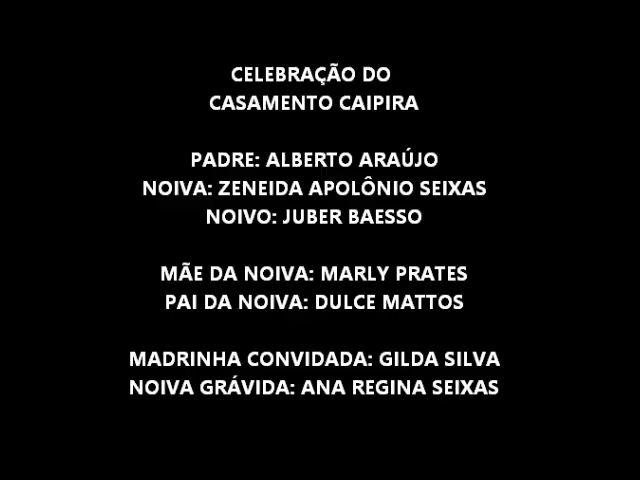 CELEBRAÇÃO DO
CASAMENTO CAIPIRA
PADRE: ALBERTO ARAÚJO
NOIVA: ZENEIDA APOLÔNIO SEIXAS
NOIVO: JUBER BAESSO
MÃE DA NOIVA: MARLY PRATES
PAI DA NOIVA: DULCE MATTOS
MADRINHA CONVIDADA: GILDA SILVA
NOIVA GRÁVIDA: ANA REGINA SEIXAS